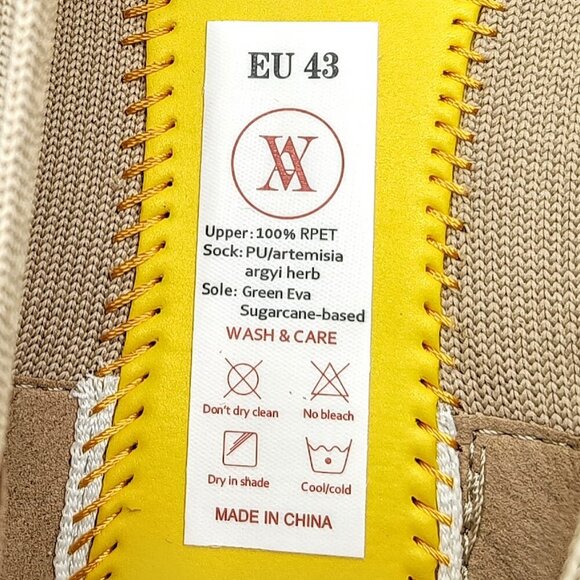 EU 43
VA
Upper: 100% RPET
Sock: PU/artemisia
argyi herb
Sole: Green Eva
Sugarcane-based
WASH & CARE
Don't dry clean No bleach
Dry in shade Cool/cold
MADE IN CHINA